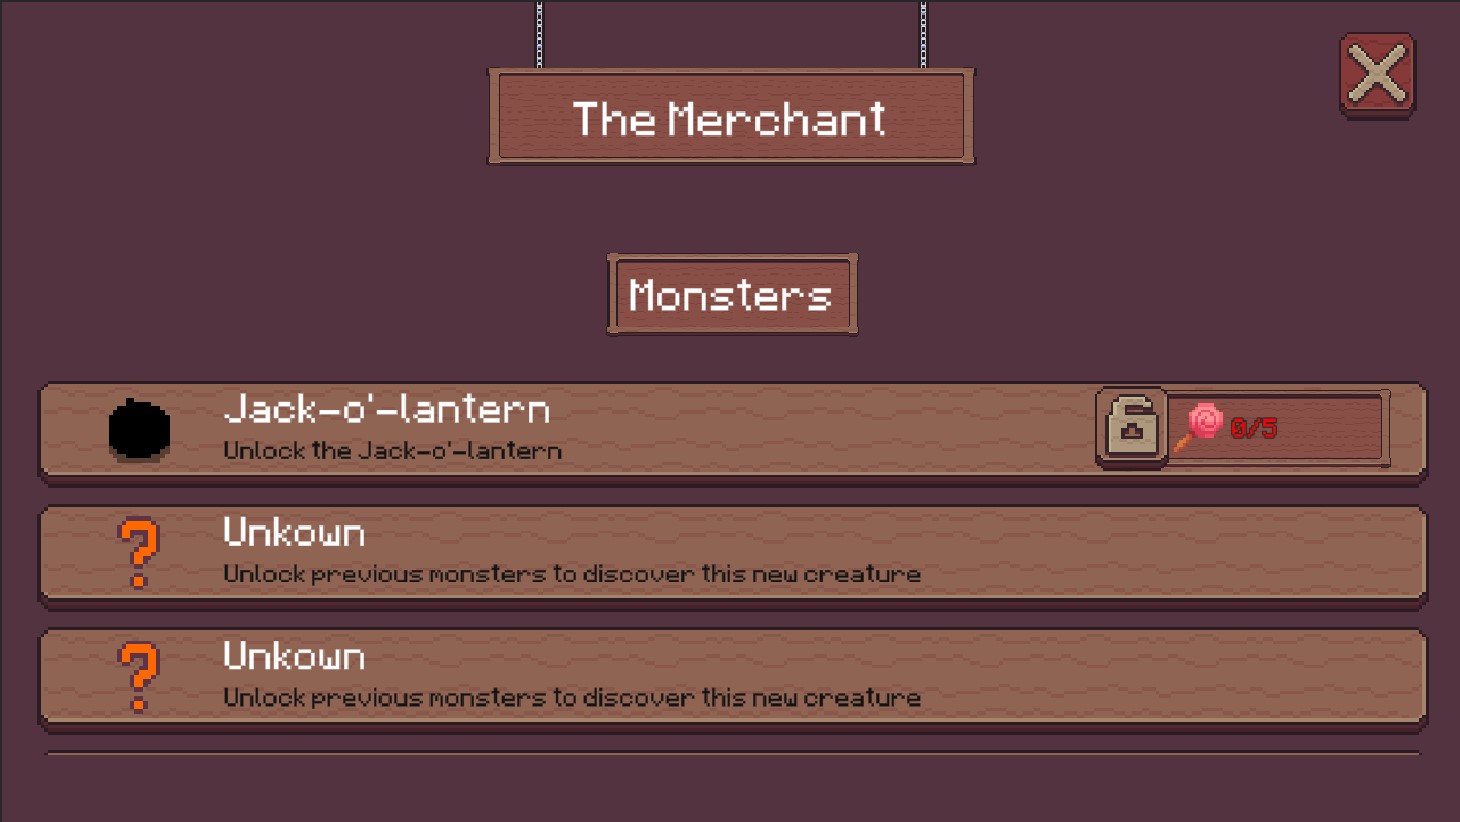 The Merchant
Monsters
Jack-o'-lantern
Unlock the Jack-o'-lantern
0/5
Unkown
Unlock previous monsters to discover this new creature
Unkown
Unlock previous monsters to discover this new creature